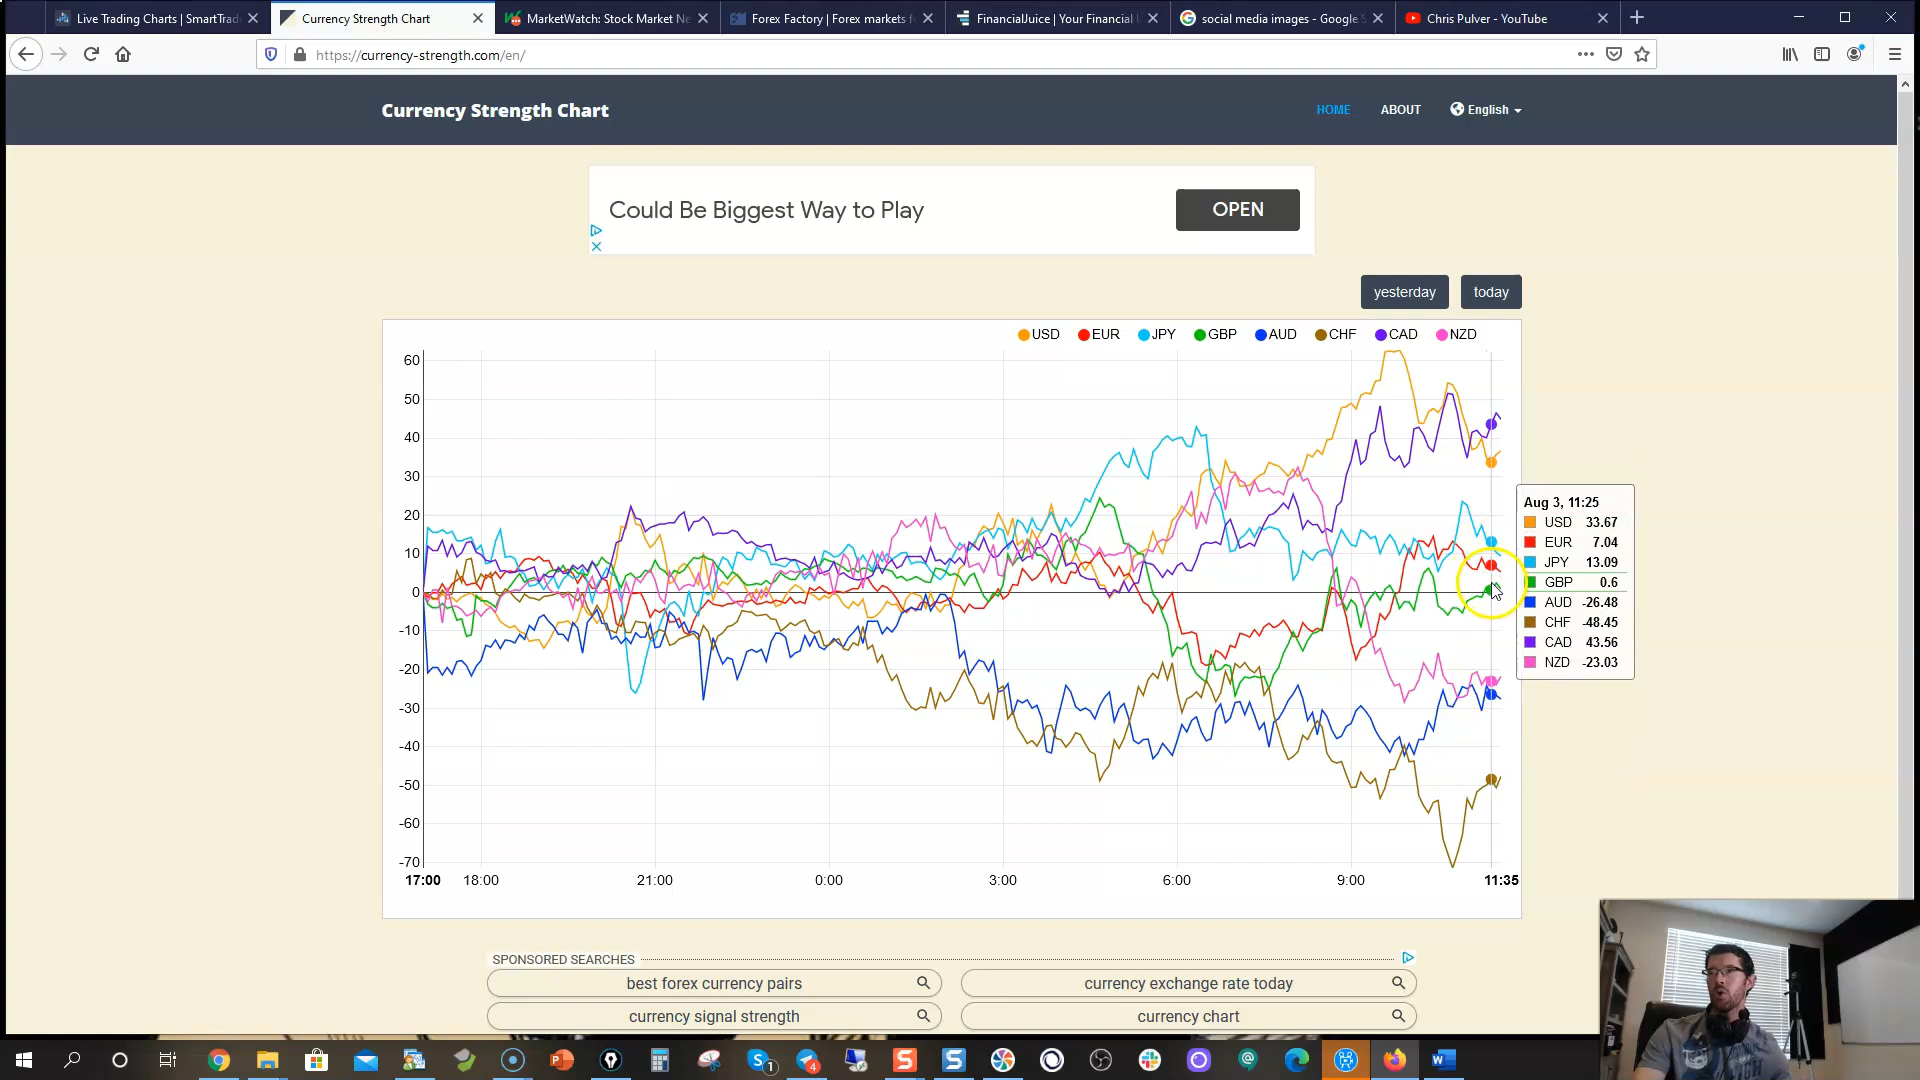 Live Trading Charts | SmartTrad
Currency Strength Chart
MarketWatch: Stock Market Ne
Forex Factory | Forex markets f
FinancialJuice | Your Financial
social media images - Google S
Chris Pulver - YouTube
https://currency-strength.com/en/
Currency Strength Chart
HOME
ABOUT
English
Could Be Biggest Way to Play
OPEN
yesterday
today
USD EUR JPY GBP AUD CHF CAD NZD
60
50
40
30
20
10
0
-10
-20
-30
-40
-50
-60
-70
17:00 18:00 21:00 0:00 3:00 6:00 9:00 11:35
Aug 3, 11:25
USD 33.67
EUR 7.04
JPY 13.09
GBP 0.6
AUD -26.48
CHF -48.45
CAD 43.56
NZD -23.03
SPONSORED SEARCHES
best forex currency pairs
currency exchange rate today
currency signal strength
currency chart
1
4